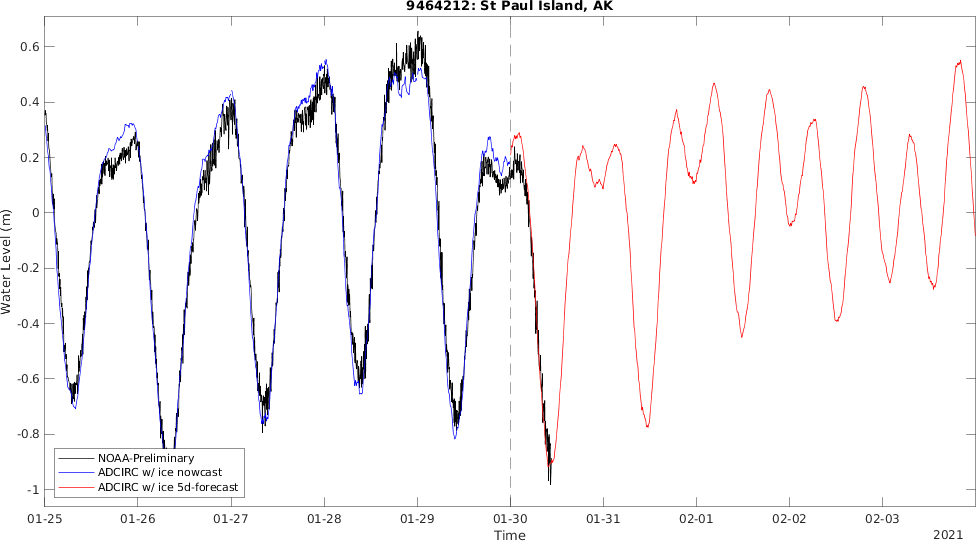 9464212: St Paul Island, AK
Water Level (m)
0.6
0.4
0.2
0
-0.2
-0.4
-0.6
-0.8
-1
NOAA-Preliminary
ADCIRC w/ ice nowcast
ADCIRC w/ ice 5d-forecast
01-25 01-26 01-27 01-28 01-29 01-30 01-31 02-01 02-02 02-03
Time
2021